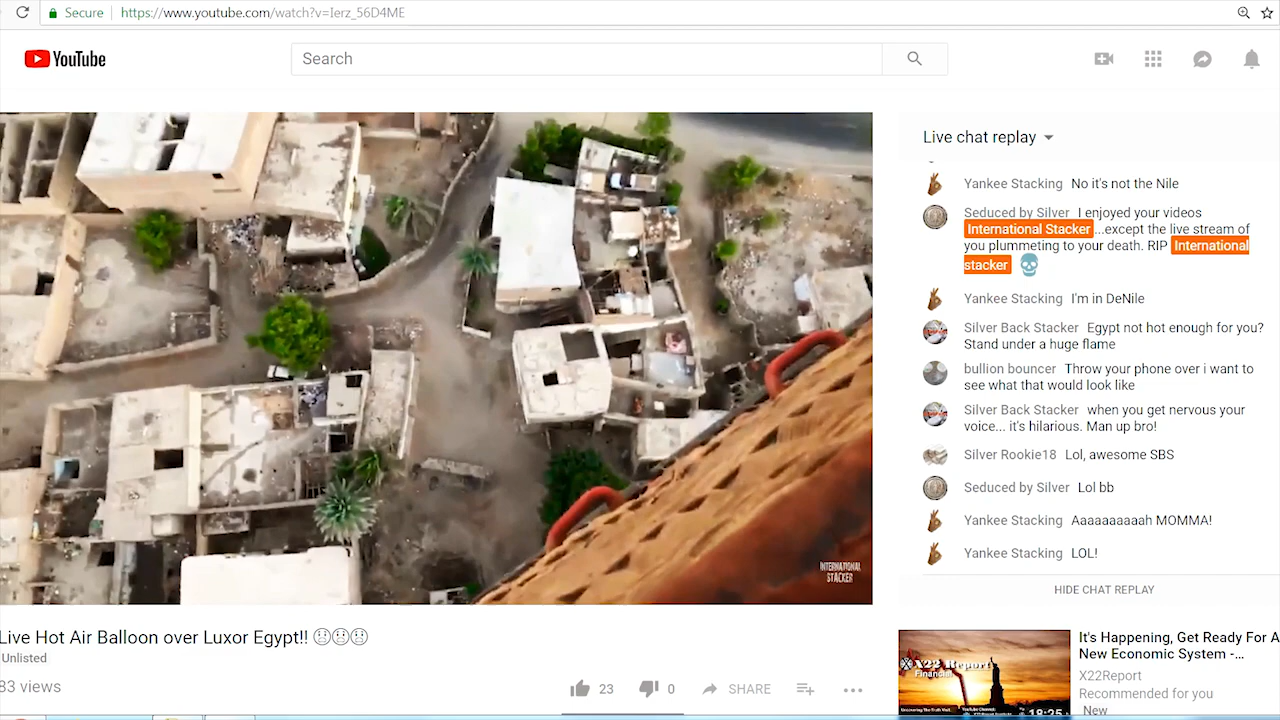 Secure https://www.youtube.com/watch?v=Ierz_56D4ME
YouTube
Search
Live chat replay
Yankee Stacking No it's not the Nile
Seduced by Silver I enjoyed your videos
International Stacker...except the live stream of
you plummeting to your death. RIP International
stacker
Yankee Stacking I'm in DeNile
Silver Back Stacker Egypt not hot enough for you?
Stand under a huge flame
bullion bouncer Throw your phone over i want to
see what that would look like
Silver Back Stacker when you get nervous your
voice... it's hilarious. Man up bro!
Silver Rookie18 Lol, awesome SBS
Seduced by Silver Lol bb
Yankee Stacking Aaaaaaaaaah MOMMA!
Yankee Stacking LOL!
HIDE CHAT REPLAY
INTERNATIONAL
STACKER
Live Hot Air Balloon over Luxor Egypt!!
Unlisted
83 views
23 0 SHARE
X22 Report
Financial
18:25
It's Happening, Get Ready For A
New Economic System -...
X22Report
Recommended for you
New